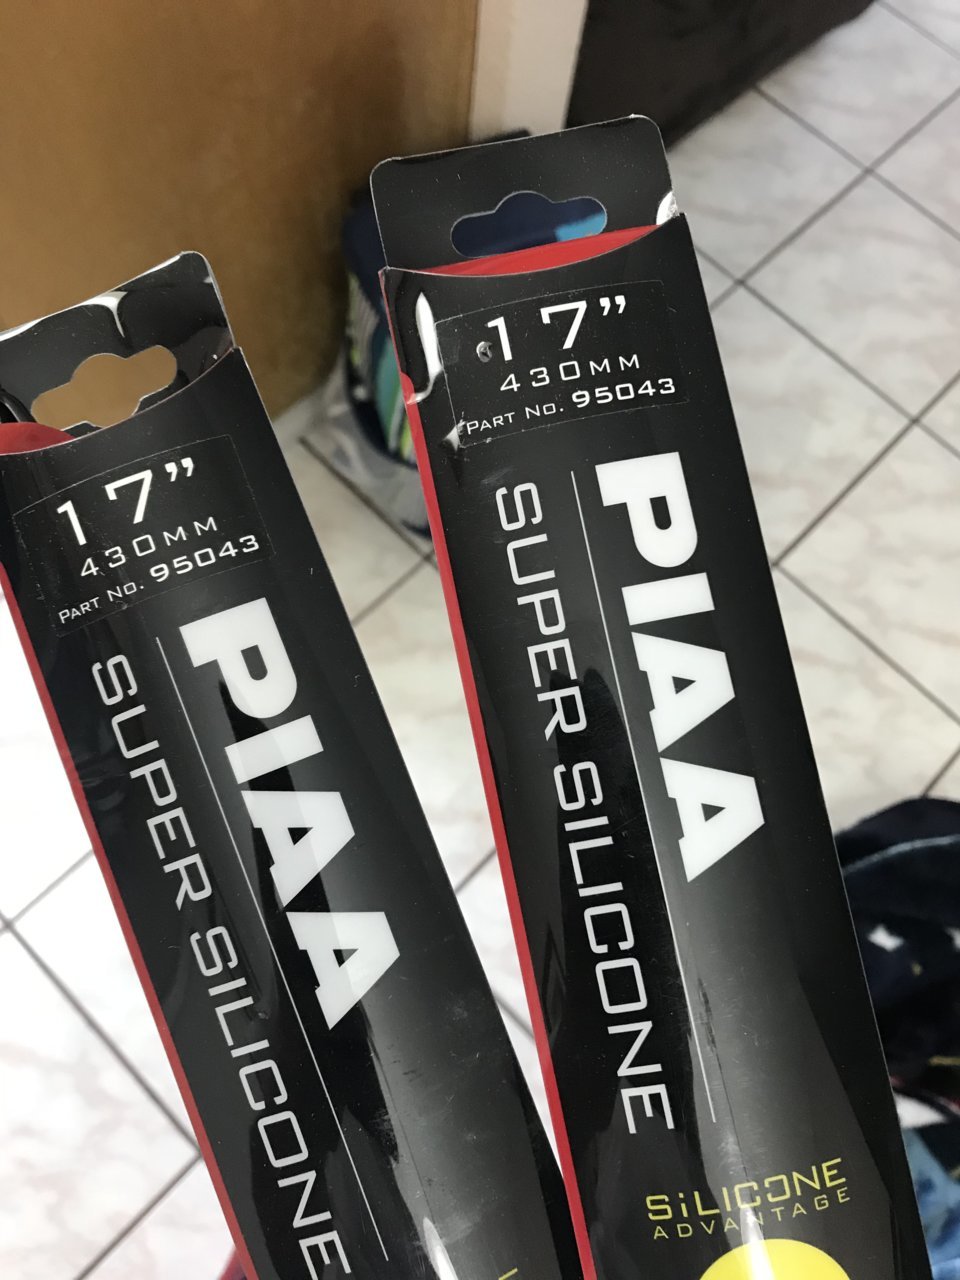 17”
430MM
PART NO. 95043
PIAA
SUPER SILICONE
17”
430MM
PART NO. 95043
PIAA
SUPER SILICONE
SiLICONE
ADVANTAGE